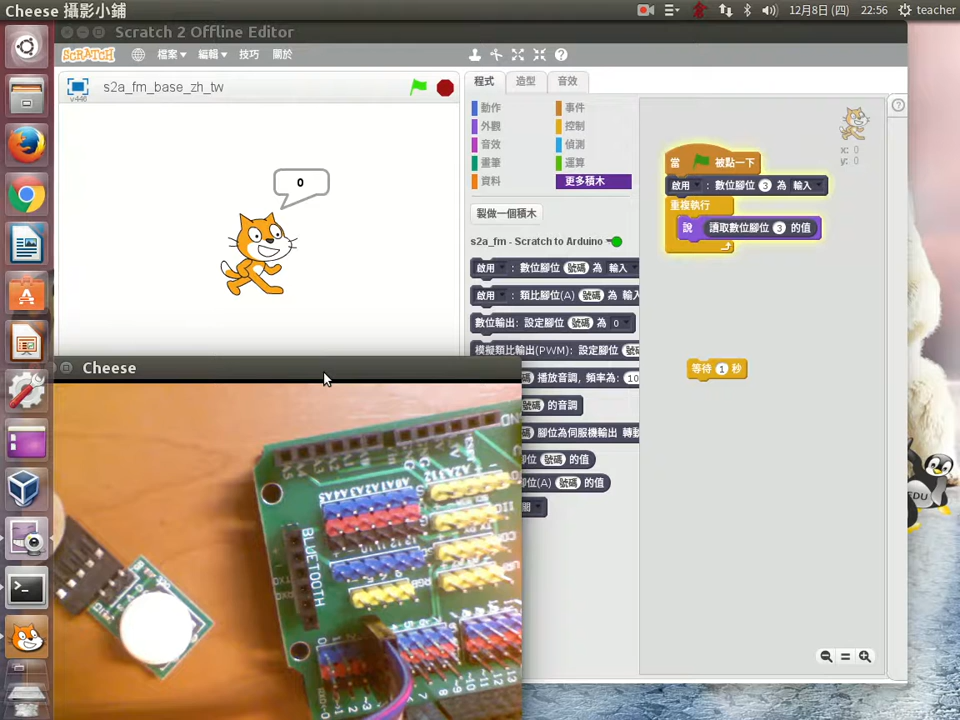 Cheese 攝影小鋪
12月8日 (四) 22:56 teacher
Scratch 2 Offline Editor
SCRATCH 檔案▾ 編輯▾ 技巧 關於
v446 s2a_fm_base_zh_tw
0
程式 造型 音效
動作 事件
外觀 控制
音效 偵測
畫筆 運算
資料 更多積木
製做一個積木
s2a_fm - Scratch to Arduino
啟用 : 數位腳位 號碼 為 輸入
啟用 : 類比腳位(A) 號碼 為 輸入
數位輸出: 設定腳位 號碼 為 0
模擬類比輸出(PWM): 設定腳位 號碼
播放音調, 頻率為: 10
號碼 的音調
號碼 腳位為伺服機輸出 轉動
位 號碼 的值
位(A) 號碼 的值
x: 0
y: 0
當 被點一下
啟用 : 數位腳位 3 為 輸入
重複執行
說 讀取數位腳位 3 的值
等待 1 秒
Cheese
BLUETOOTH
EDU